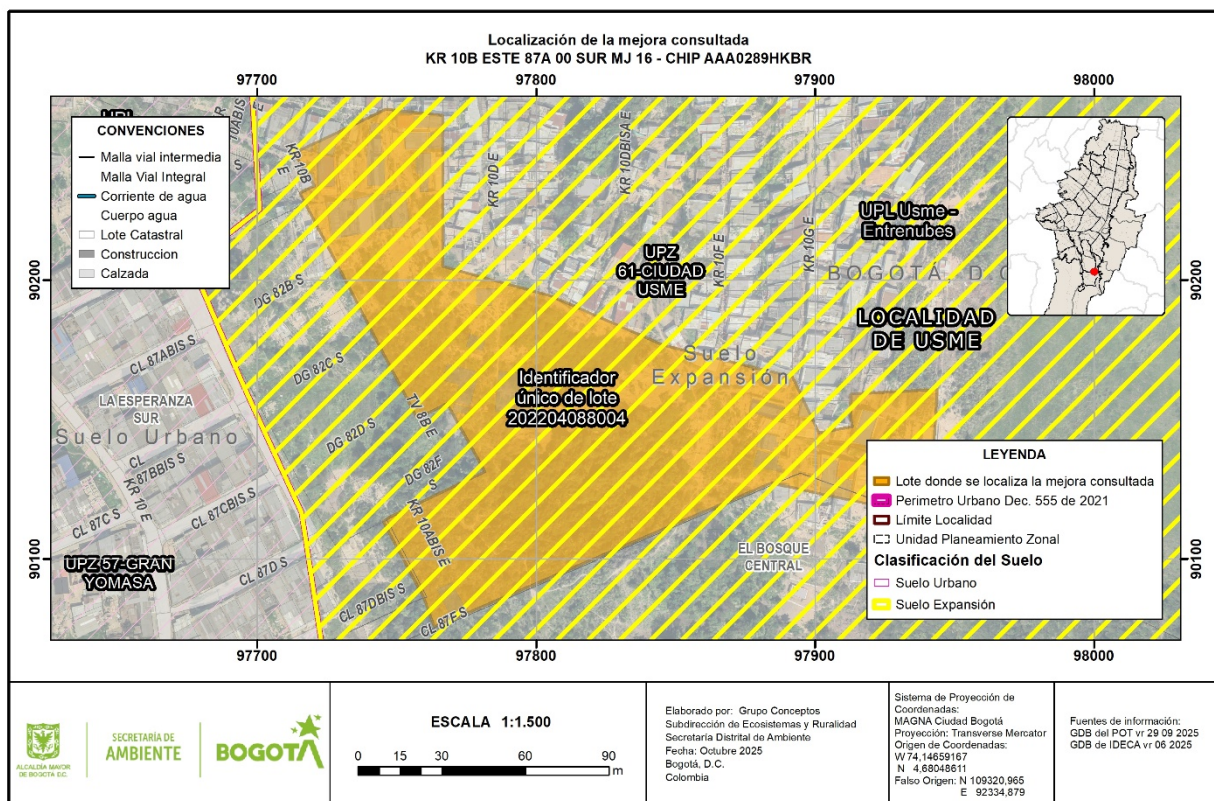 Localización de la mejora consultada
KR 10B ESTE 87A 00 SUR MJ 16 - CHIP AAA0289HKBR
97700
97800
97900
98000
90200
90100
90200
90100
CONVENCIONES
Malla vial intermedia
Malla Vial Integral
Corriente de agua
Cuerpo agua
Lote Catastral
Construccion
Calzada
KR 10B
E
KR 10D E
KR 10DBISA E
KR 10F E
KR 10G E
UPZ
61-CIUDAD
USME
UPL Usme -
Entrenubes
BOGOTÁ D.C
LOCALIDAD
DE USME
Suelo
Expansión
Identificador
único de lote
202204088004
DG 82B S
DG 82C S
DG 82D S
DG 82F
S
TV 8B E
KR 10ABIS E
CL 87ABIS S
LA ESPERANZA
SUR
Suelo Urbano
CL
87BBIS S
KR 10 E
CL 87CBIS S
CL 87C S
CL 87D S
UPZ 57-GRAN
YOMASA
CL 87DBIS S
CL 87F S
EL BOSQUE
CENTRAL
LEYENDA
Lote donde se localiza la mejora consultada
Perimetro Urbano Dec. 555 de 2021
Límite Localidad
Unidad Planeamiento Zonal
Clasificación del Suelo
Suelo Urbano
Suelo Expansión
97700
97800
97900
98000
ALCALDÍA MAYOR
DE BOGOTÁ D.C.
SECRETARÍA DE
AMBIENTE
BOGOTÁ
ESCALA 1:1.500
0 15 30 60 90
m
Elaborado por: Grupo Conceptos
Subdirección de Ecosistemas y Ruralidad
Secretaría Distrital de Ambiente
Fecha: Octubre 2025
Bogotá, D.C.
Colombia
Sistema de Proyección de
Coordenadas:
MAGNA Ciudad Bogotá
Proyección: Transverse Mercator
Origen de Coordenadas:
W 74,14659167
N 4,68048611
Falso Origen: N 109320,965
E 92334,879
Fuentes de información:
GDB del POT vr 29 09 2025
GDB de IDECA vr 06 2025